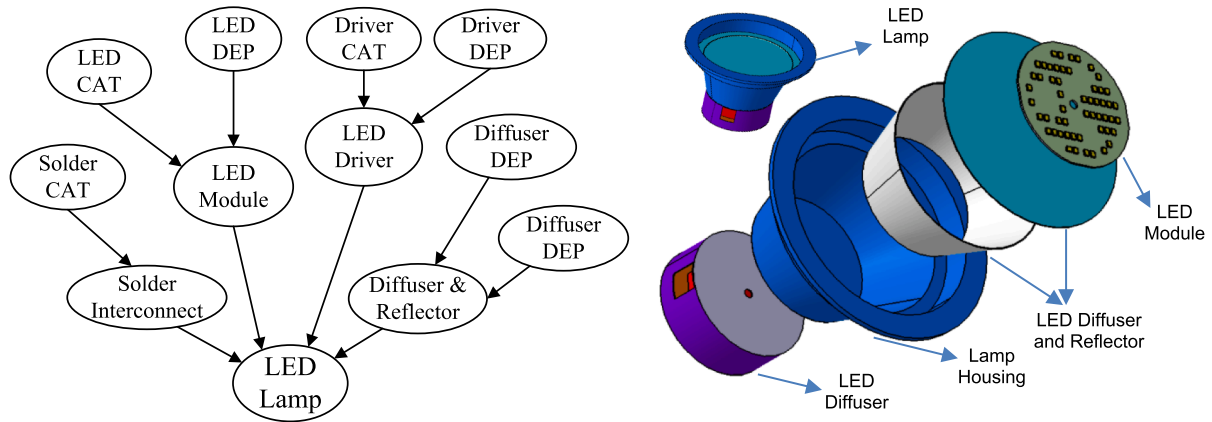 LED
DEP
Driver
CAT
Driver
DEP
LED
CAT
LED
Driver
Diffuser
DEP
Solder
CAT
LED
Module
Diffuser
DEP
Solder
Interconnect
Diffuser &
Reflector
LED
Lamp
LED
Lamp
LED
Module
LED Diffuser
and Reflector
Lamp
Housing
LED
Diffuser